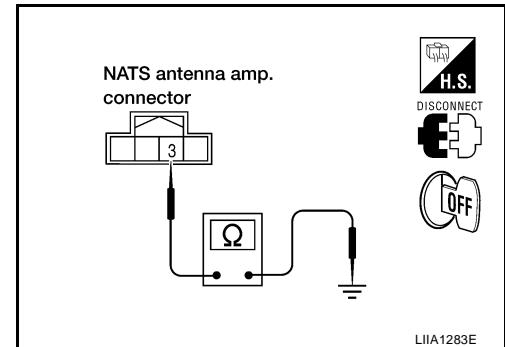 NATS antenna amp.
connector
3
Ω
H.S.
DISCONNECT
OFF
LIIA1283E